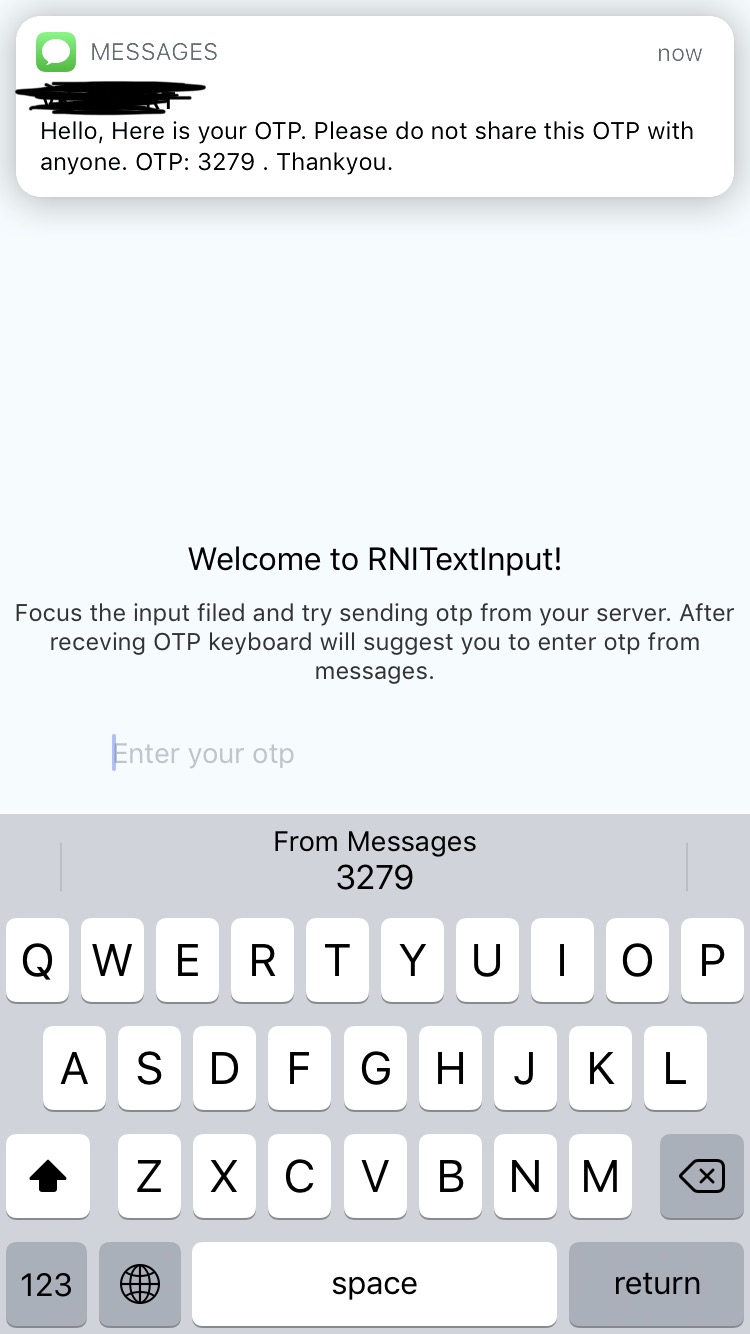 MESSAGES now
Hello, Here is your OTP. Please do not share this OTP with
anyone. OTP: 3279 . Thankyou.
Welcome to RNITextInput!
Focus the input filed and try sending otp from your server. After
receving OTP keyboard will suggest you to enter otp from
messages.
Enter your otp
From Messages
3279
Q W E R T Y U I O P
A S D F G H J K L
Z X C V B N M
123 space return